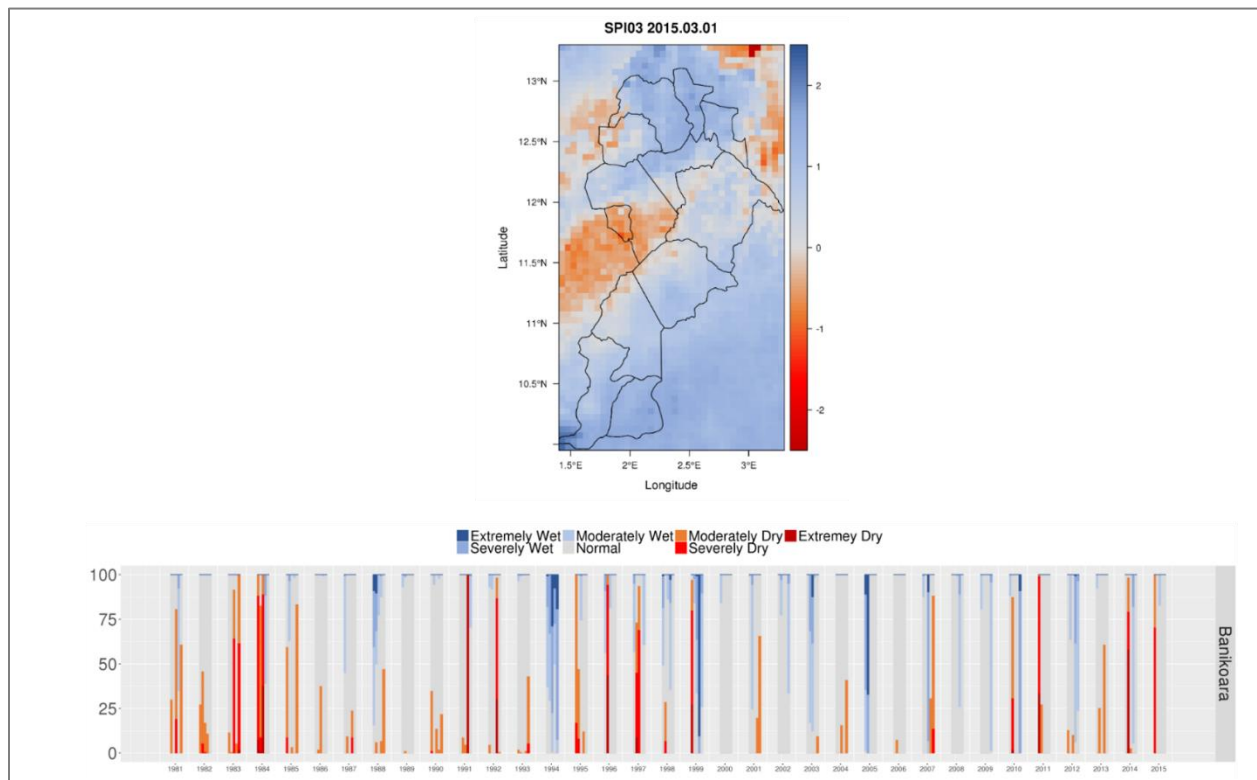 SPI03 2015.03.01
13°N
12.5°N
12°N
11.5°N
11°N
10.5°N
Latitude
1.5°E 2°E 2.5°E 3°E
Longitude
2
1
0
-1
-2
Extremely Wet Moderately Wet Moderately Dry Extremey Dry
Severely Wet Normal Severely Dry
100
75
50
25
0
Banikoara
1981 1982 1983 1984 1985 1986 1987 1988 1989 1990 1991 1992 1993 1994 1995 1996 1997 1998 1999 2000 2001 2002 2003 2004 2005 2006 2007 2008 2009 2010 2011 2012 2013 2014 2015